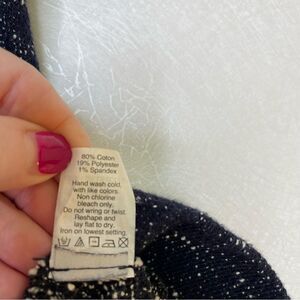 80% Coton
19% Polyester
1% Spandex
Hand wash cold,
with like colors.
Non chlorine
bleach only.
Do not wring or twist.
Reshape and
lay flat to dry.
Iron on lowest setting.